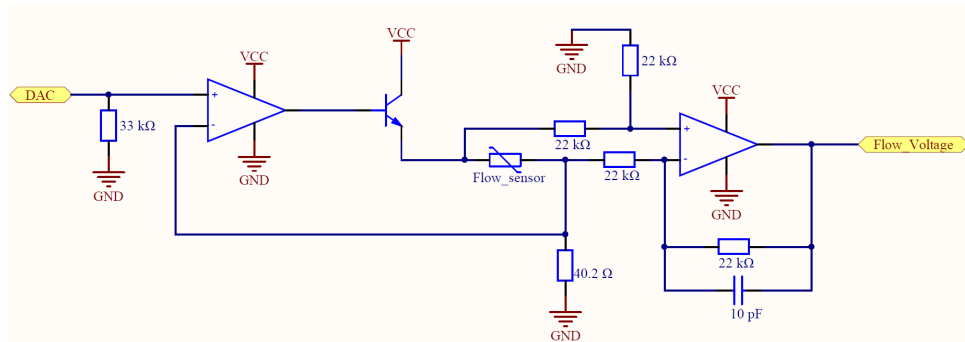 DAC
33 kΩ
GND
+
-
VCC
GND
VCC
GND
22 kΩ
22 kΩ
Flow_sensor
22 kΩ
+
-
VCC
GND
Flow_Voltage
22 kΩ
10 pF
40.2 Ω
GND